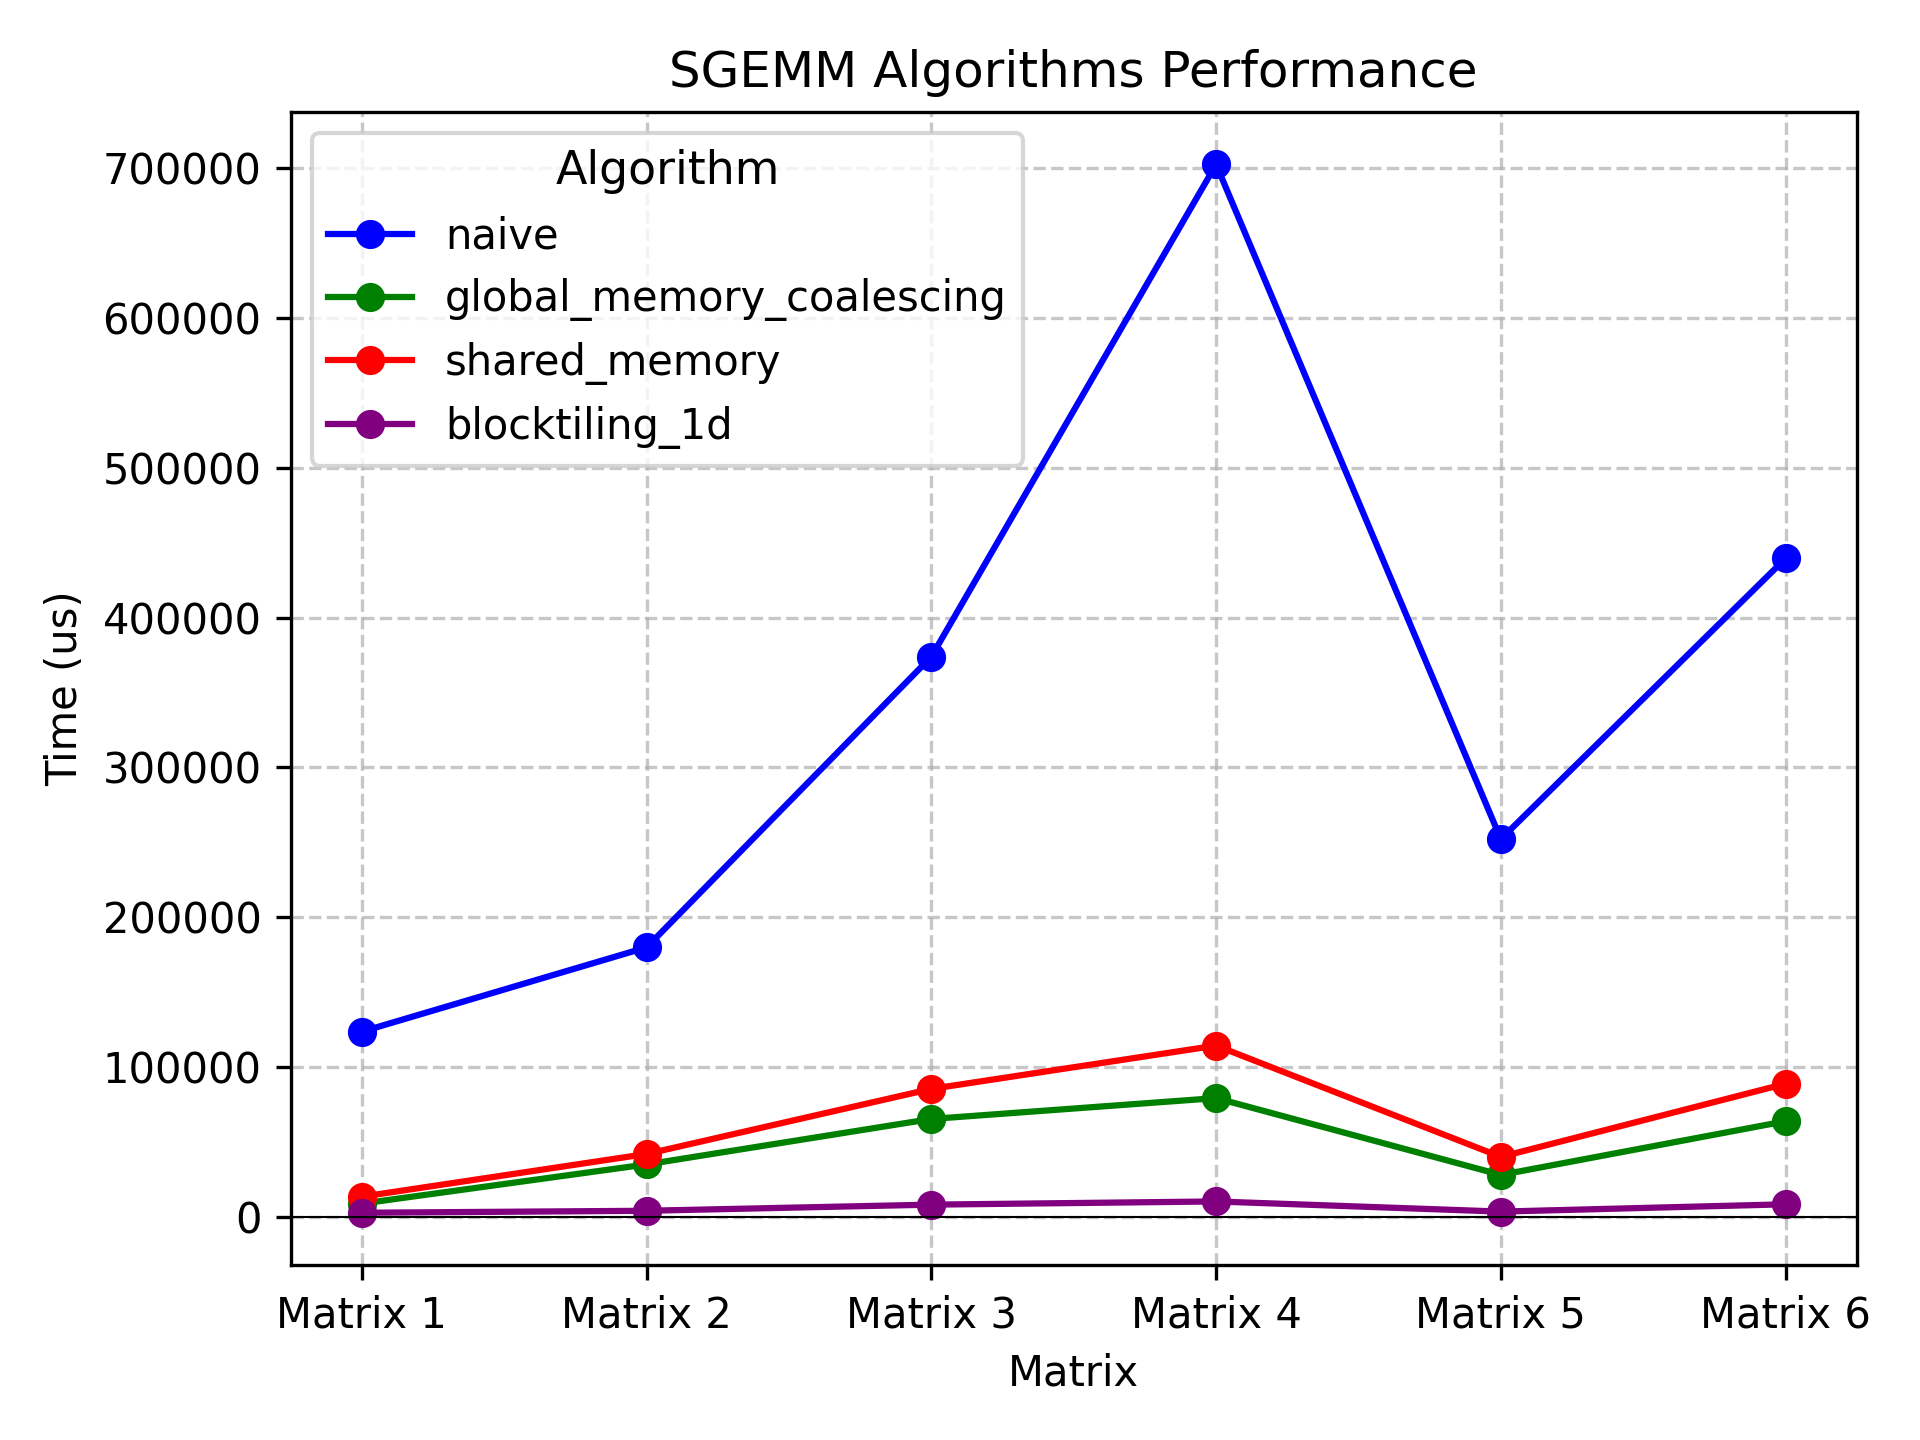 SGEMM Algorithms Performance
Algorithm
naive
global_memory_coalescing
shared_memory
blocktiling_1d
Time (us)
700000
600000
500000
400000
300000
200000
100000
0
Matrix 1
Matrix 2
Matrix 3
Matrix 4
Matrix 5
Matrix 6
Matrix